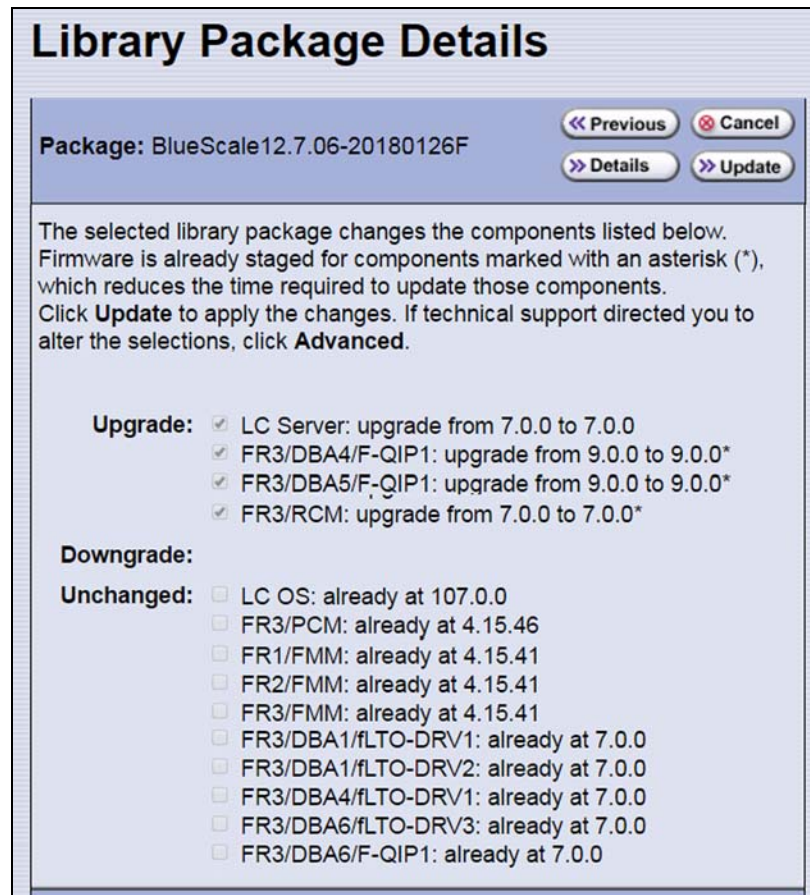 Library Package Details
Package: BlueScale12.7.06-20180126F
Previous
Cancel
Details
Update
The selected library package changes the components listed below.
Firmware is already staged for components marked with an asterisk (*),
which reduces the time required to update those components.
Click Update to apply the changes. If technical support directed you to
alter the selections, click Advanced.
Upgrade: LC Server: upgrade from 7.0.0 to 7.0.0
FR3/DBA4/F-QIP1: upgrade from 9.0.0 to 9.0.0*
FR3/DBA5/F-QIP1: upgrade from 9.0.0 to 9.0.0*
FR3/RCM: upgrade from 7.0.0 to 7.0.0*
Downgrade:
Unchanged: LC OS: already at 107.0.0
FR3/PCM: already at 4.15.46
FR1/FMM: already at 4.15.41
FR2/FMM: already at 4.15.41
FR3/FMM: already at 4.15.41
FR3/DBA1/fLTO-DRV1: already at 7.0.0
FR3/DBA1/fLTO-DRV2: already at 7.0.0
FR3/DBA4/fLTO-DRV1: already at 7.0.0
FR3/DBA6/fLTO-DRV3: already at 7.0.0
FR3/DBA6/F-QIP1: already at 7.0.0